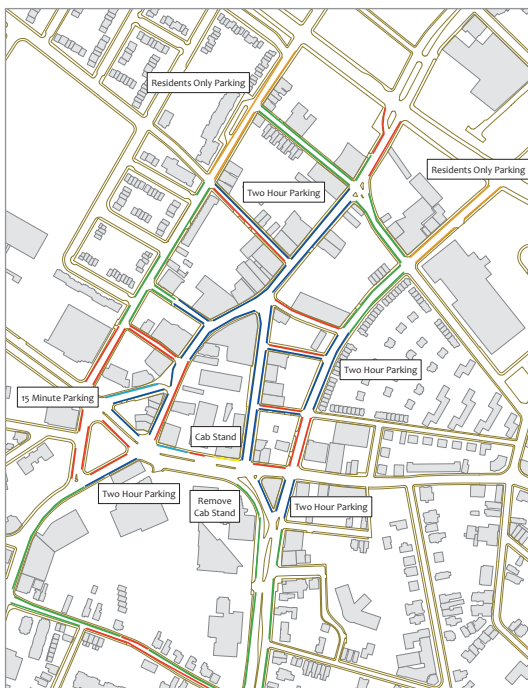 Residents Only Parking
Residents Only Parking
Two Hour Parking
Two Hour Parking
15 Minute Parking
Cab Stand
Two Hour Parking
Remove
Cab Stand
Two Hour Parking